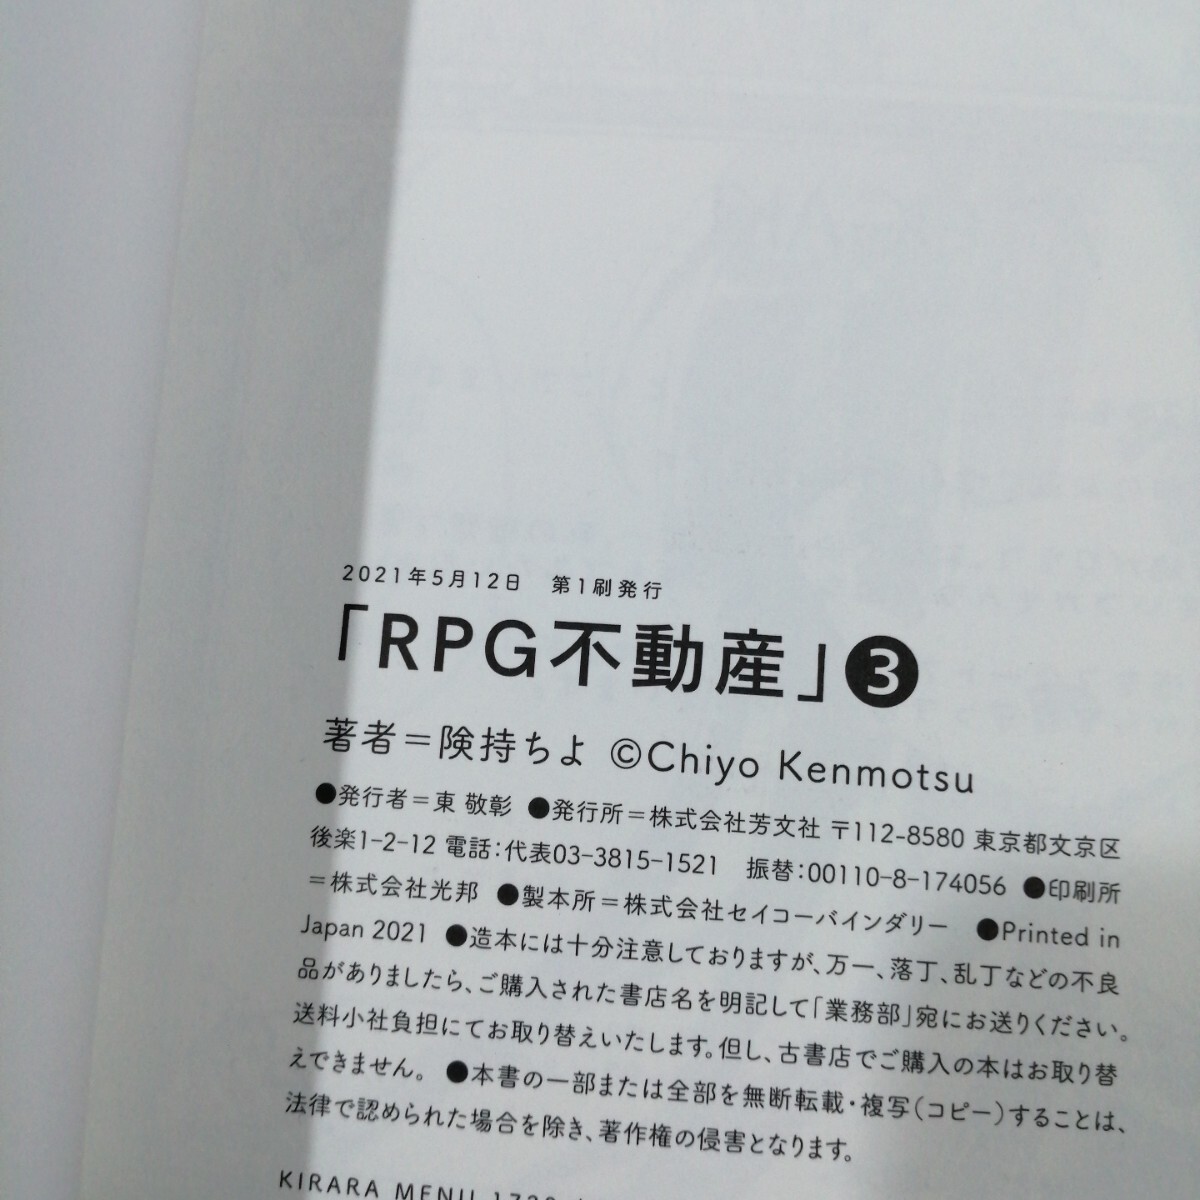 2021年5月12日　第1刷発行
「RPG不動産」❸
著者＝険持ちよ ©Chiyo Kenmotsu
●発行者＝東 敬彰 ●発行所＝株式会社芳文社 〒112-8580 東京都文京区
後楽1-2-12 電話：代表03-3815-1521　振替：00110-8-174056 ●印刷所
＝株式会社光邦 ●製本所＝株式会社セイコーバインダリー ●Printed in
Japan 2021 ●造本には十分注意しておりますが、万一、落丁、乱丁などの不良
品がありましたら、ご購入された書店名を明記して「業務部」宛にお送りください。
送料小社負担にてお取り替えいたします。但し、古書店でご購入の本はお取り替
えできません。●本書の一部または全部を無断転載・複写（コピー）することは、
法律で認められた場合を除き、著作権の侵害となります。
KIRARA MENU